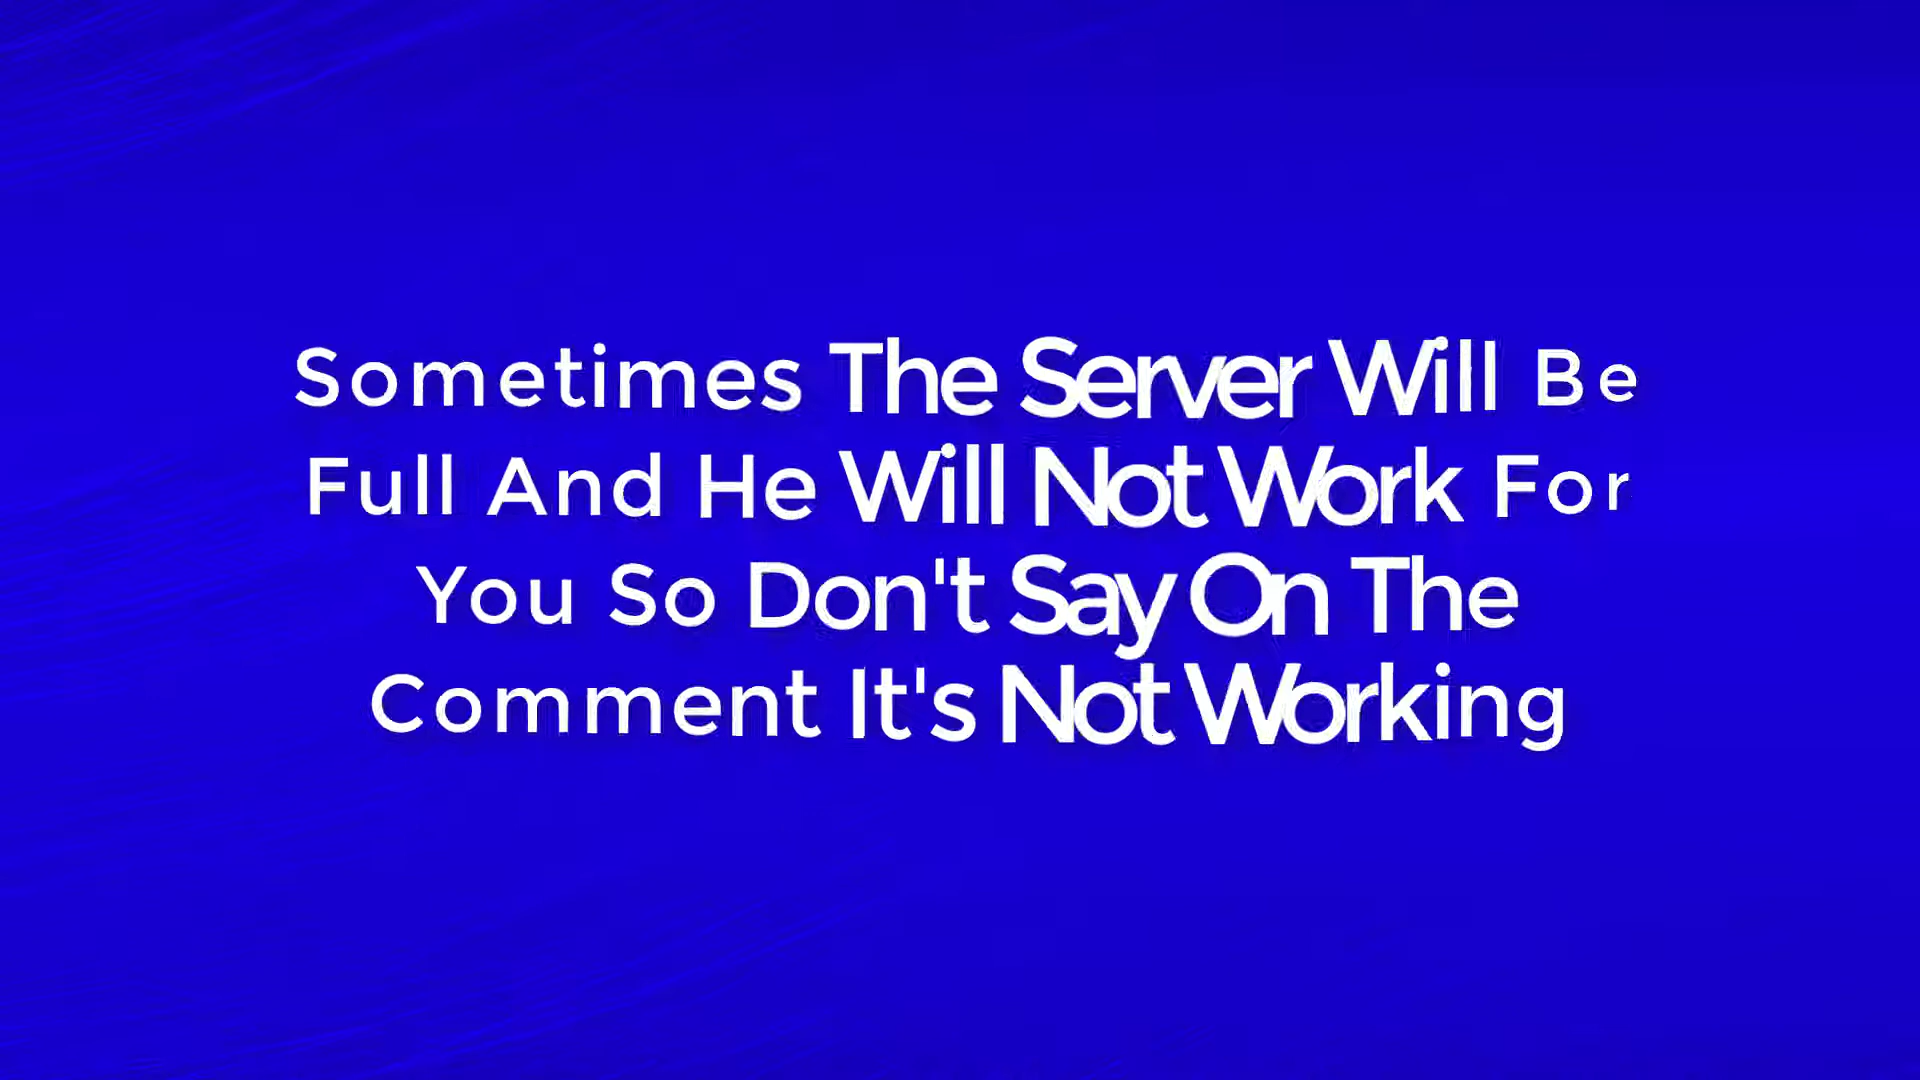 Sometimes The Server Will Be
Full And He Will Not Work For
You So Don't Say On The
Comment It's Not Working